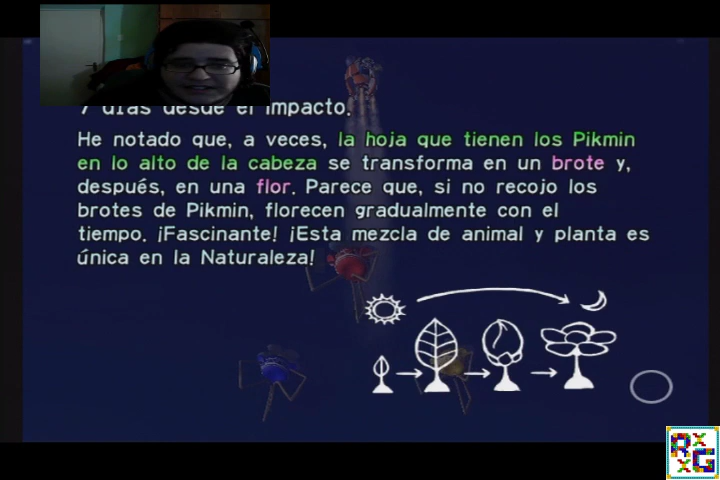 7 días desde el impacto.
He notado que, a veces, la hoja que tienen los Pikmin
en lo alto de la cabeza se transforma en un brote y,
después, en una flor. Parece que, si no recojo los
brotes de Pikmin, florecen gradualmente con el
tiempo. ¡Fascinante! ¡Esta mezcla de animal y planta es
única en la Naturaleza!
RxxG